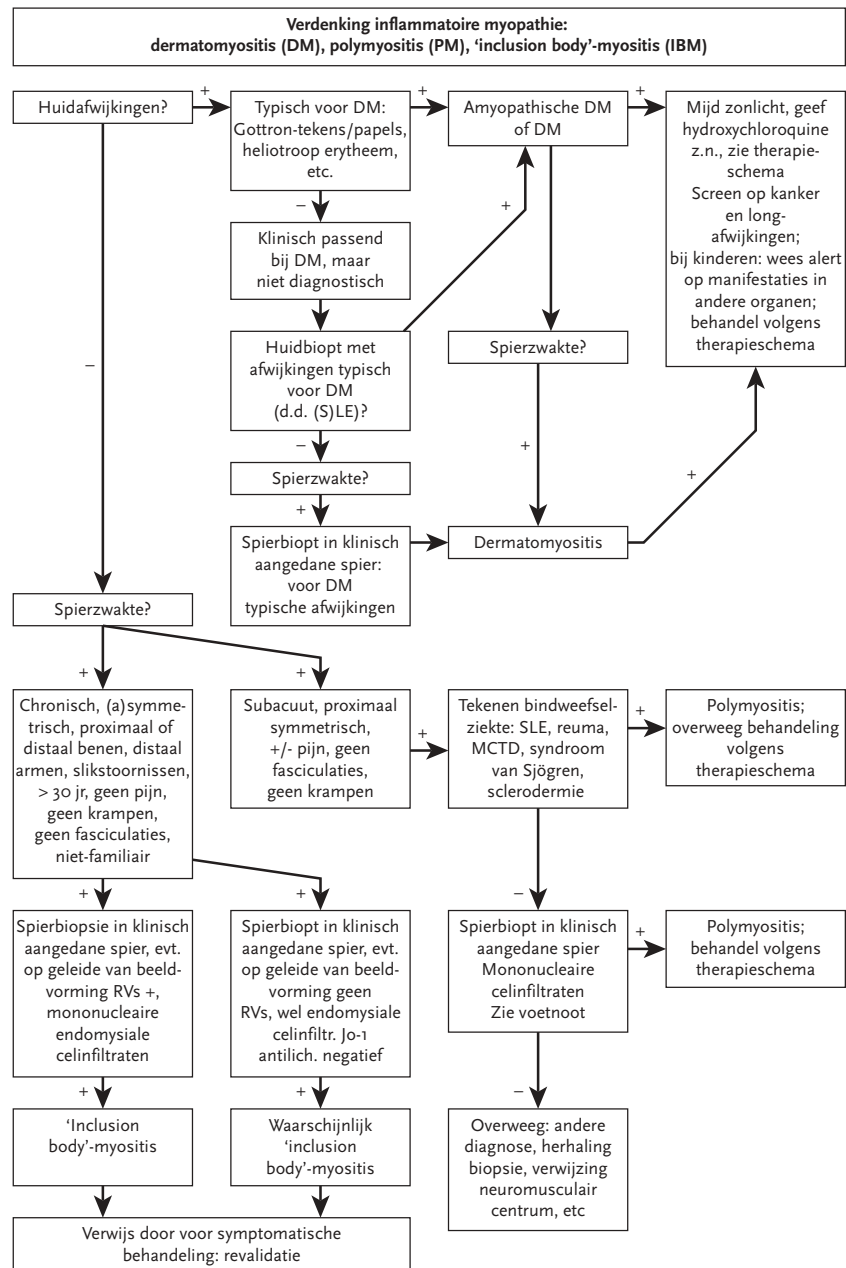 Verdenking inflammatoire myopathie:
dermatomyositis (DM), polymyositis (PM), ‘inclusion body’-myositis (IBM)
Huidafwijkingen?
+
Typisch voor DM:
Gottron-tekens/papels,
heliotroop erytheem,
etc.
+
Amyopathische DM
of DM
+
Mijd zonlicht, geef
hydroxychloroquine
z.n., zie therapie-
schema
Screen op kanker
en long-
afwijkingen;
bij kinderen: wees alert
op manifestaties in
andere organen;
behandel volgens
therapieschema
–
Klinisch passend
bij DM, maar
niet diagnostisch
+
–
Huidbiopt met
afwijkingen typisch
voor DM
(d.d. (S)LE)?
Spierzwakte?
–
Spierzwakte?
+
+
+
Spierbiopt in klinisch
aangedane spier:
voor DM
typische afwijkingen
Dermatomyositis
Spierzwakte?
+
+
Chronisch, (a)symme-
trisch, proximaal of
distaal benen, distaal
armen, slikstoornissen,
> 30 jr, geen pijn,
geen krampen,
geen fasciculaties,
niet-familiair
Subacuut, proximaal
symmetrisch,
+/- pijn, geen
fasciculaties,
geen krampen
+
Tekenen bindweefsel-
ziekte: SLE, reuma,
MCTD, syndroom
van Sjögren,
sclerodermie
+
Polymyositis;
overweeg behandeling
volgens
therapieschema
+
+
–
Spierbiopsie in klinisch
aangedane spier, evt.
op geleide van beeld-
vorming RVs +,
mononucleaire
endomysiale
celinfiltraten
Spierbiopt in klinisch
aangedane spier, evt.
op geleide van beeld-
vorming geen
RVs, wel endomysiale
celinfiltr. Jo-1
antilich. negatief
Spierbiopt in klinisch
aangedane spier
Mononucleaire
celinfiltraten
Zie voetnoot
+
Polymyositis;
behandel volgens
therapieschema
+
+
–
‘Inclusion
body’-myositis
Waarschijnlijk
‘inclusion
body’-myositis
Overweeg: andere
diagnose, herhaling
biopsie, verwijzing
neuromusculair
centrum, etc
Verwijs door voor symptomatische
behandeling: revalidatie